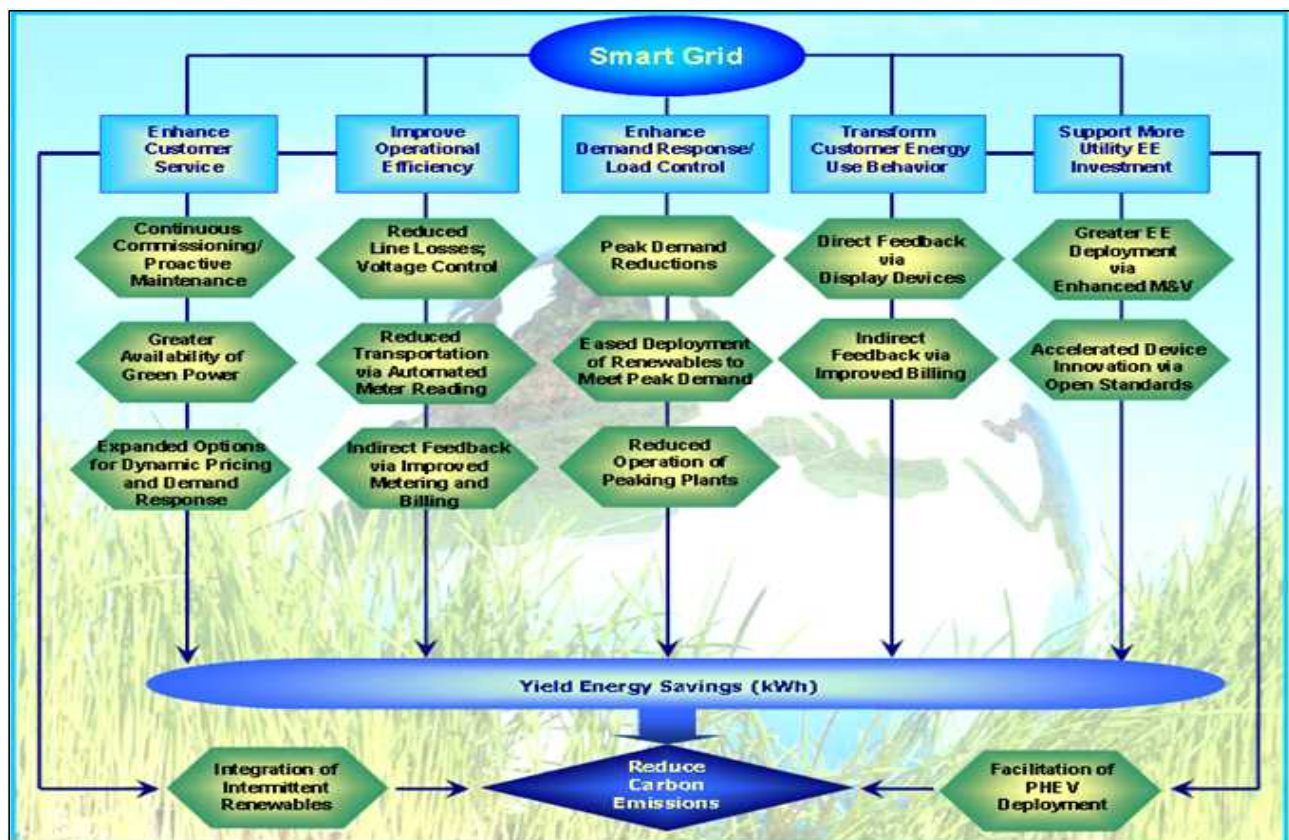 Smart Grid
Enhance
Customer
Service
Improve
Operational
Efficiency
Enhance
Demand Response/
Load Control
Transform
Customer Energy
Use Behavior
Support More
Utility EE
Investment
Continuous
Commissioning/
Proactive
Maintenance
Reduced
Line Losses;
Voltage Control
Peak Demand
Reductions
Direct Feedback
via
Display Devices
Greater EE
Deployment
via
Enhanced M&V
Greater
Availability of
Green Power
Reduced
Transportation
via Automated
Meter Reading
Eased Deployment
of Renewables to
Meet Peak Demand
Indirect
Feedback via
Improved Billing
Accelerated Device
Innovation via
Open Standards
Expanded Options
for Dynamic Pricing
and Demand
Response
Indirect Feedback
via Improved
Metering and
Billing
Reduced
Operation of
Peaking Plants
Yield Energy Savings (kWh)
Integration of
Intermittent
Renewables
Reduce
Carbon
Emissions
Facilitation of
PHEV
Deployment